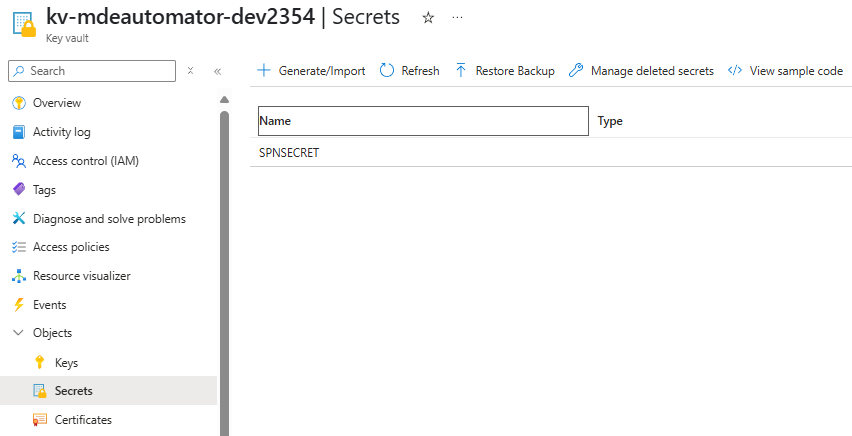 kv-mdeautomator-dev2354 | Secrets
Key vault
Search
Generate/Import Refresh Restore Backup Manage deleted secrets View sample code
Overview
Activity log
Access control (IAM)
Tags
Diagnose and solve problems
Access policies
Resource visualizer
Events
Objects
Keys
Secrets
Certificates
Name Type
SPNSECRET